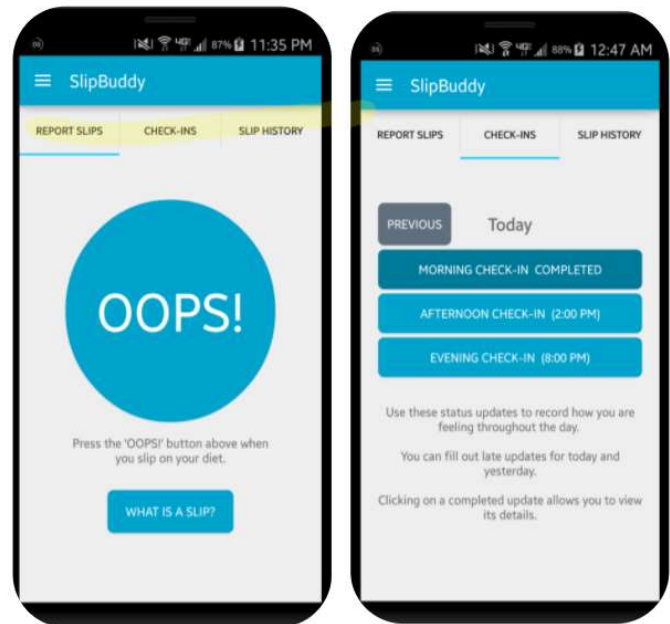 87% 11:35 PM
SlipBuddy
REPORT SLIPS CHECK-INS SLIP HISTORY
OOPS!
Press the 'OOPS!' button above when
you slip on your diet.
WHAT IS A SLIP?
88% 12:47 AM
SlipBuddy
REPORT SLIPS CHECK-INS SLIP HISTORY
PREVIOUS Today
MORNING CHECK-IN COMPLETED
AFTERNOON CHECK-IN (2:00 PM)
EVENING CHECK-IN (8:00 PM)
Use these status updates to record how you are
feeling throughout the day.
You can fill out late updates for today and
yesterday.
Clicking on a completed update allows you to view
its details.